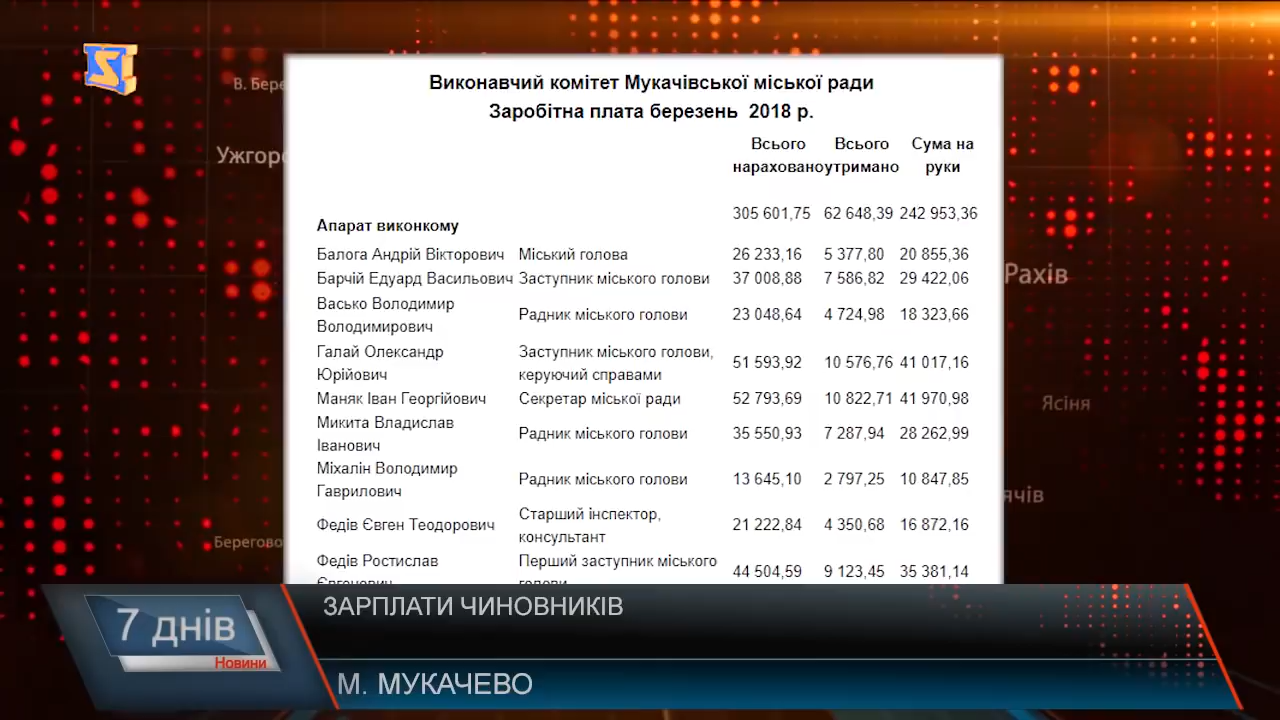 В. Бере
Ужгоро
Рахів
Ясіня
ячів
Берегово
Виконавчий комітет Мукачівської міської ради
Заробітна плата березень 2018 р.
Всього Всього Сума на
нараховано утримано руки
305 601,75 62 648,39 242 953,36
Апарат виконкому
Балога Андрій Вікторович Міський голова 26 233,16 5 377,80 20 855,36
Барчій Едуард Васильович Заступник міського голови 37 008,88 7 586,82 29 422,06
Васько Володимир
Володимирович Радник міського голови 23 048,64 4 724,98 18 323,66
Галай Олександр Заступник міського голови,
Юрійович керуючий справами 51 593,92 10 576,76 41 017,16
Маняк Іван Георгійович Секретар міської ради 52 793,69 10 822,71 41 970,98
Микита Владислав
Іванович Радник міського голови 35 550,93 7 287,94 28 262,99
Міхалін Володимир
Гаврилович Радник міського голови 13 645,10 2 797,25 10 847,85
Федів Євген Теодорович Старший інспектор,
консультант 21 222,84 4 350,68 16 872,16
Федів Ростислав Перший заступник міського
Євгенович голови 44 504,59 9 123,45 35 381,14
7 днів
Новини
ЗАРПЛАТИ ЧИНОВНИКІВ
М. МУКАЧЕВО